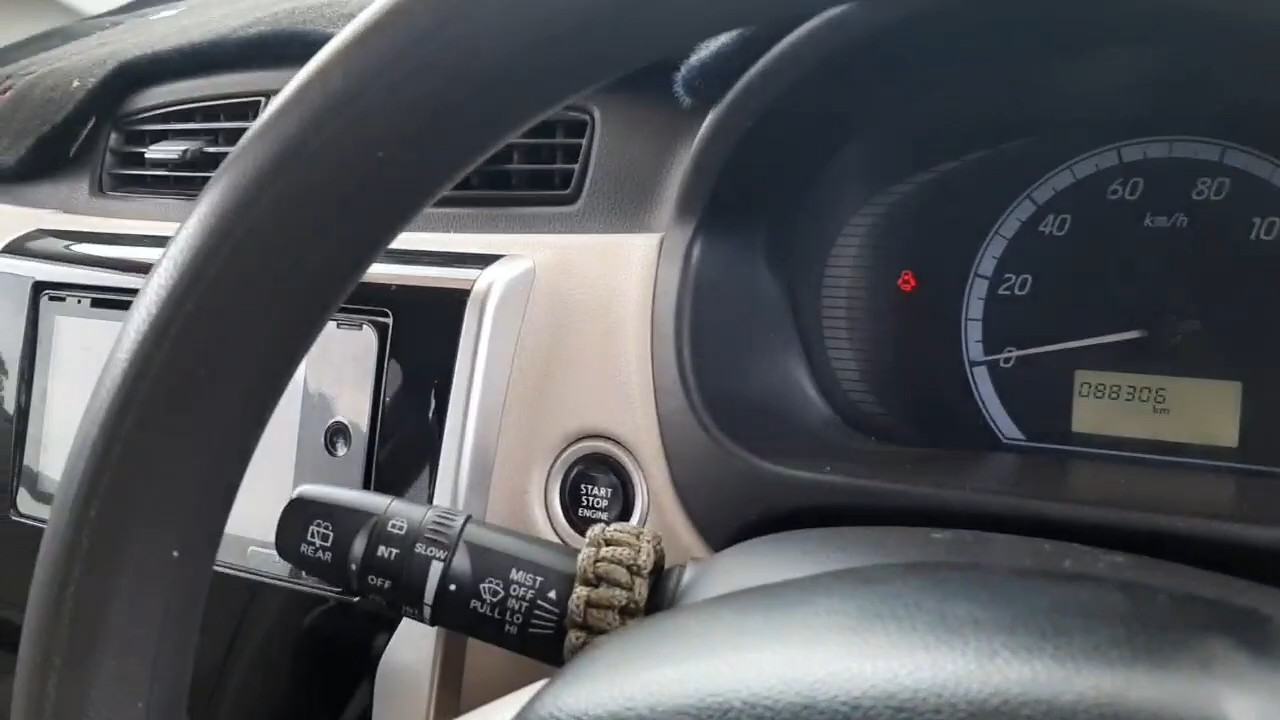 60 80
km/h
40
20
0
088306
km
START
STOP
ENGINE
REAR
INT
OFF
SLOW
MIST
OFF
INT
PULL LO
HI